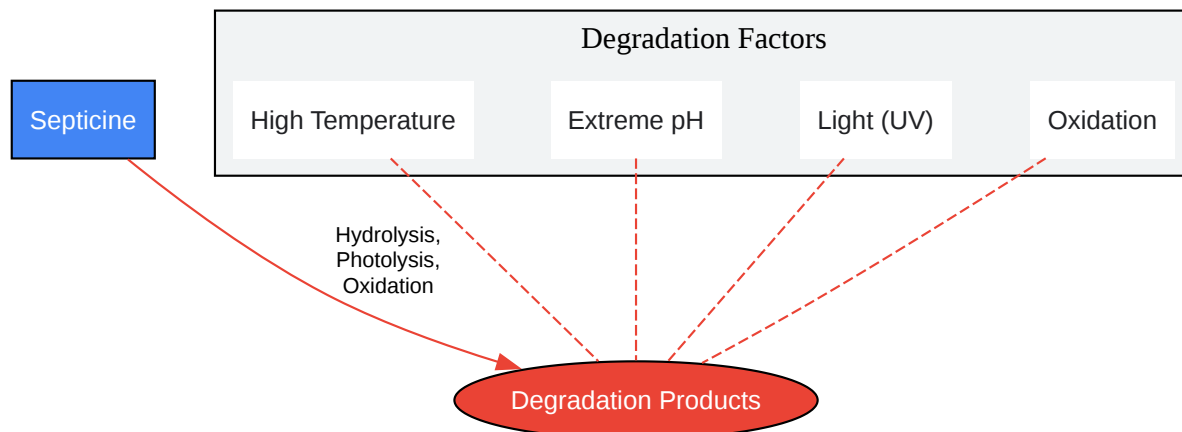 Degradation Factors
Septicine
High Temperature
Extreme pH
Light (UV)
Oxidation
Hydrolysis,
Photolysis,
Oxidation
Degradation Products